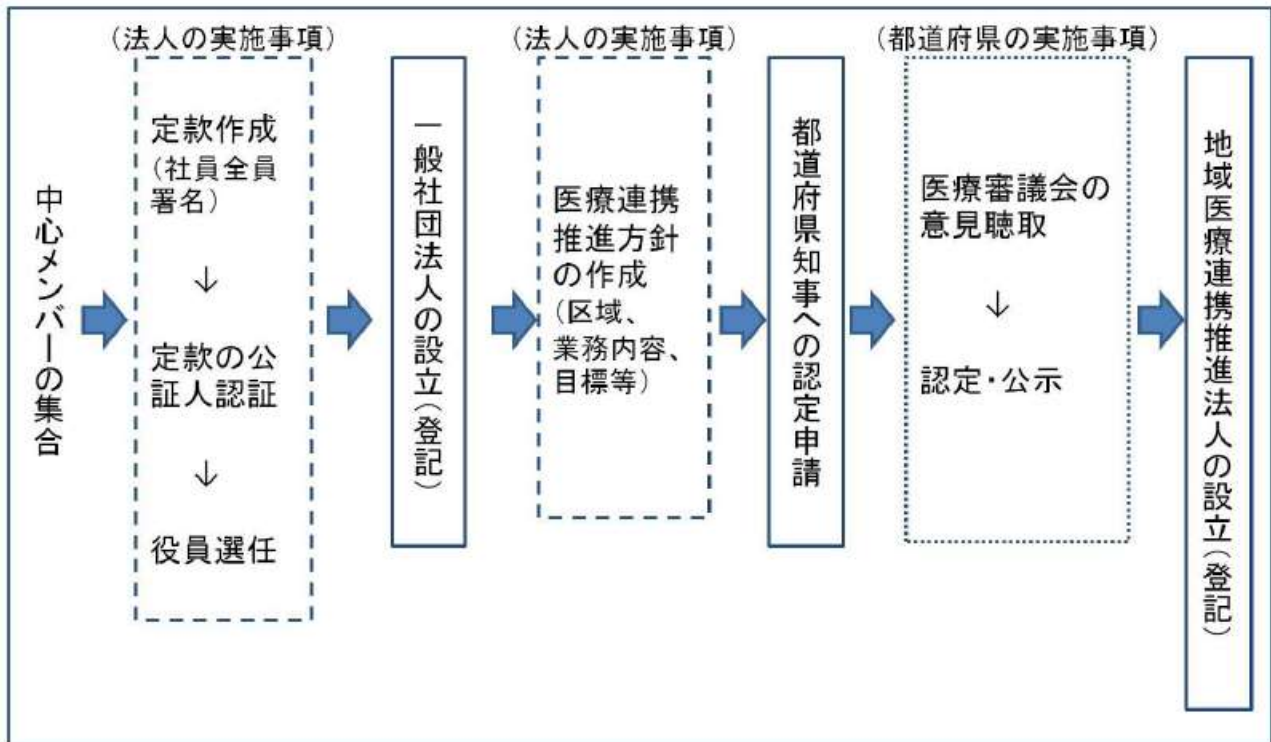 (法人の実施事項)
(法人の実施事項)
(都道府県の実施事項)
中心メンバーの集合
定款作成
(社員全員
署名)
↓
定款の公
証人認証
↓
役員選任
一般社団法人の設立(登記)
医療連携
推進方針
の作成
(区域、
業務内容、
目標等)
都道府県知事への認定申請
医療審議会の
意見聴取
↓
認定・公示
地域医療連携推進法人の設立(登記)